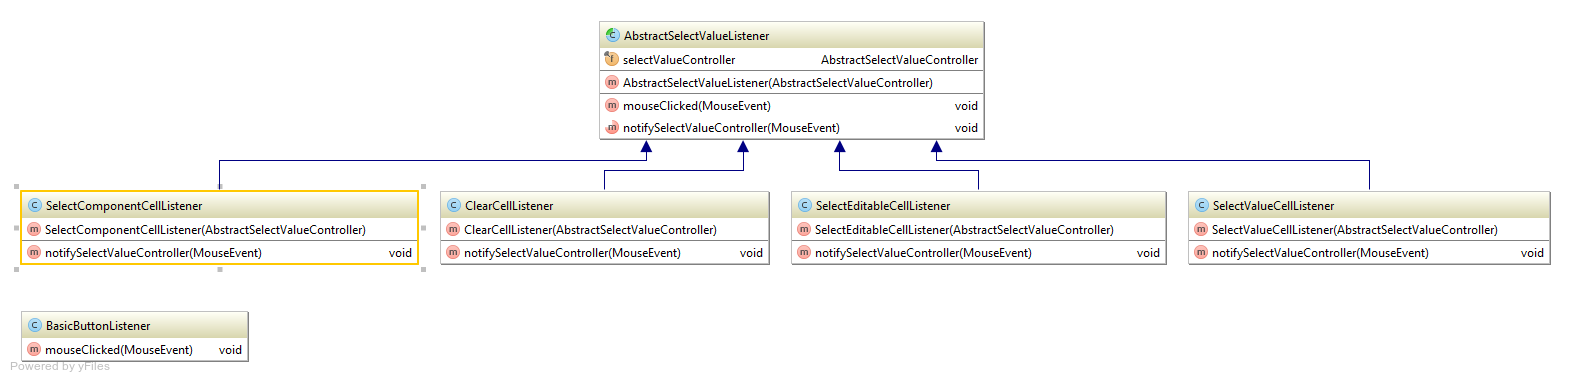 AbstractSelectValueListener
selectValueController AbstractSelectValueController
AbstractSelectValueListener(AbstractSelectValueController)
mouseClicked(MouseEvent) void
notifySelectValueController(MouseEvent) void
SelectComponentCellListener
SelectComponentCellListener(AbstractSelectValueController)
notifySelectValueController(MouseEvent) void
ClearCellListener
ClearCellListener(AbstractSelectValueController)
notifySelectValueController(MouseEvent) void
SelectEditableCellListener
SelectEditableCellListener(AbstractSelectValueController)
notifySelectValueController(MouseEvent) void
SelectValueCellListener
SelectValueCellListener(AbstractSelectValueController)
notifySelectValueController(MouseEvent) void
BasicButtonListener
mouseClicked(MouseEvent) void
Powered by yFiles